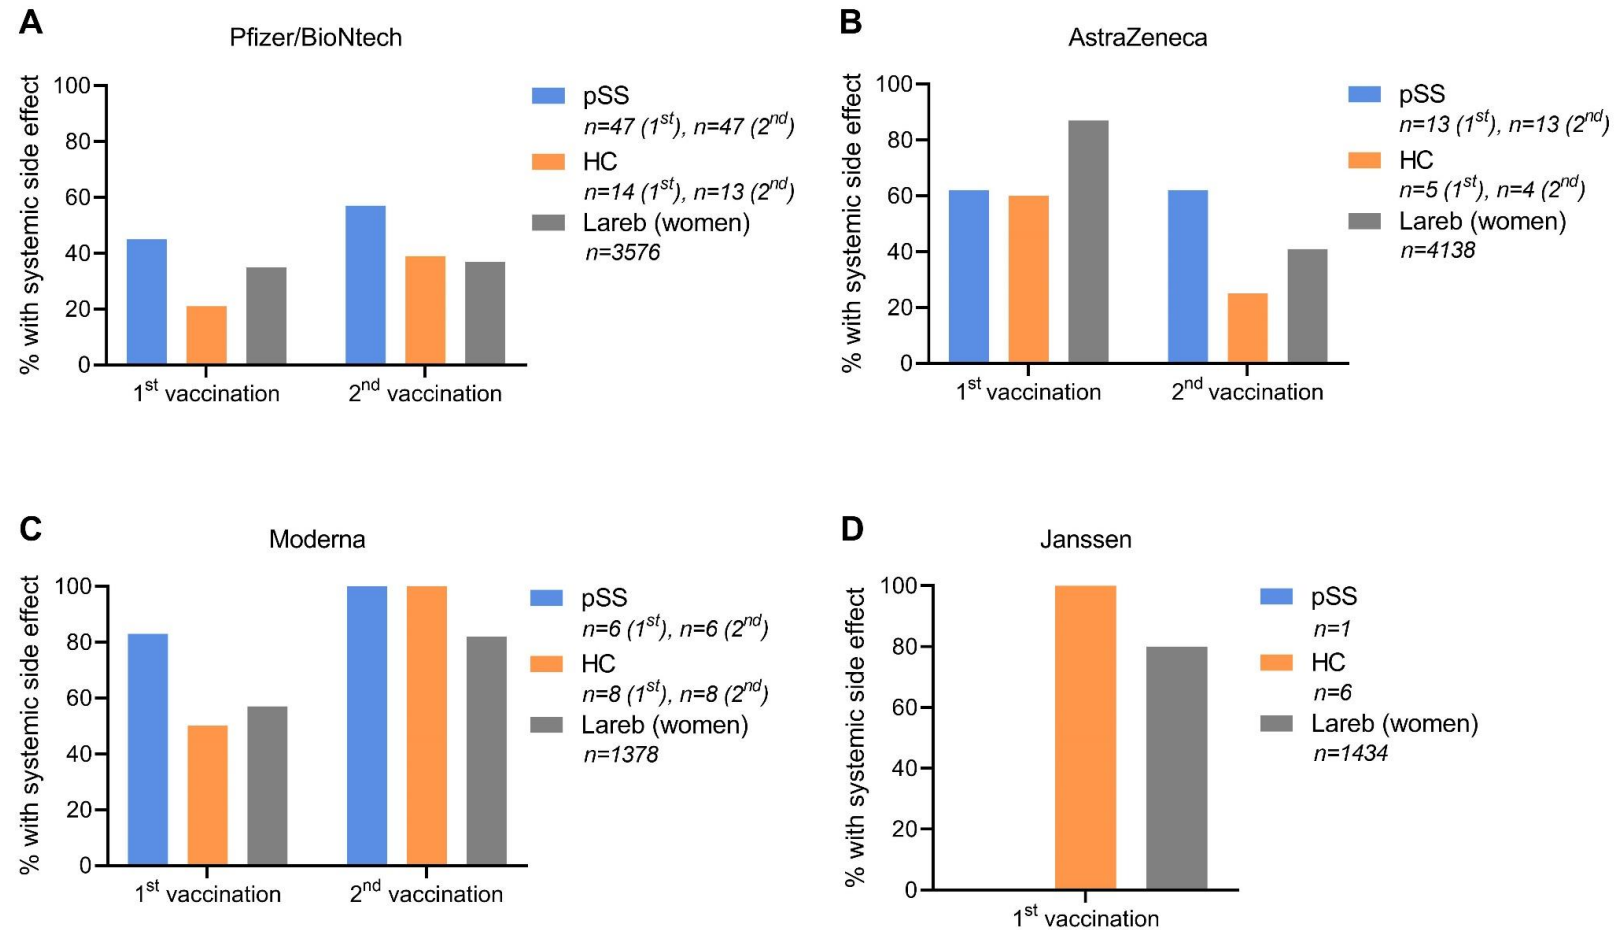 A
Pfizer/BioNtech
% with systemic side effect
100
80
60
40
20
0
1st vaccination
2nd vaccination
pSS
n=47 (1st), n=47 (2nd)
HC
n=14 (1st), n=13 (2nd)
Lareb (women)
n=3576
B
AstraZeneca
% with systemic side effect
100
80
60
40
20
0
1st vaccination
2nd vaccination
pSS
n=13 (1st), n=13 (2nd)
HC
n=5 (1st), n=4 (2nd)
Lareb (women)
n=4138
C
Moderna
% with systemic side effect
100
80
60
40
20
0
1st vaccination
2nd vaccination
pSS
n=6 (1st), n=6 (2nd)
HC
n=8 (1st), n=8 (2nd)
Lareb (women)
n=1378
D
Janssen
% with systemic side effect
100
80
60
40
20
0
1st vaccination
pSS
n=1
HC
n=6
Lareb (women)
n=1434